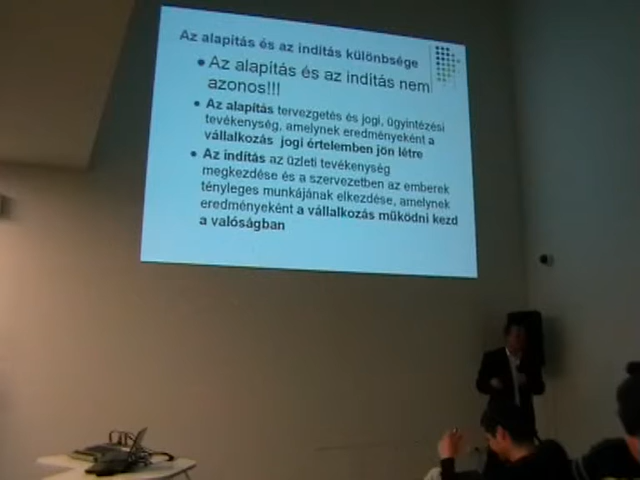 Az alapítás és az indítás különbsége
• Az alapítás és az indítás nem
azonos!!!
• Az alapítás tervezgetés és jogi, ügyintézési
tevékenység, amelynek eredményeként a
vállalkozás jogi értelemben jön létre
• Az indítás az üzleti tevékenység
megkezdése és a szervezetben az emberek
tényleges munkájának elkezdése, amelynek
eredményeként a vállalkozás működni kezd
a valóságban